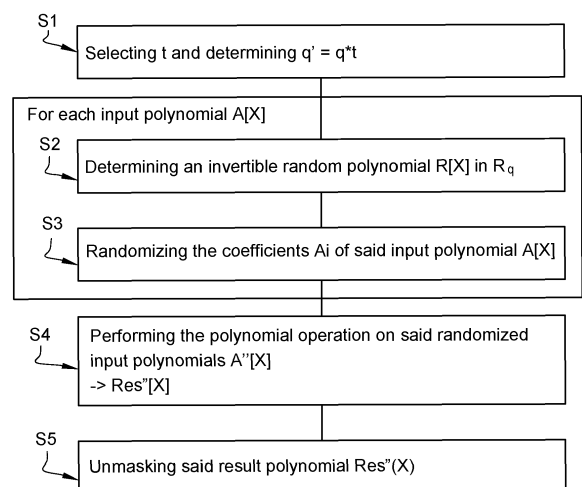 S1
Selecting t and determining q' = q*t
For each input polynomial A[X]
S2
Determining an invertible random polynomial R[X] in Rq
S3
Randomizing the coefficients Ai of said input polynomial A[X]
S4
Performing the polynomial operation on said randomized
input polynomials A''[X]
-> Res''[X]
S5
Unmasking said result polynomial Res''(X)